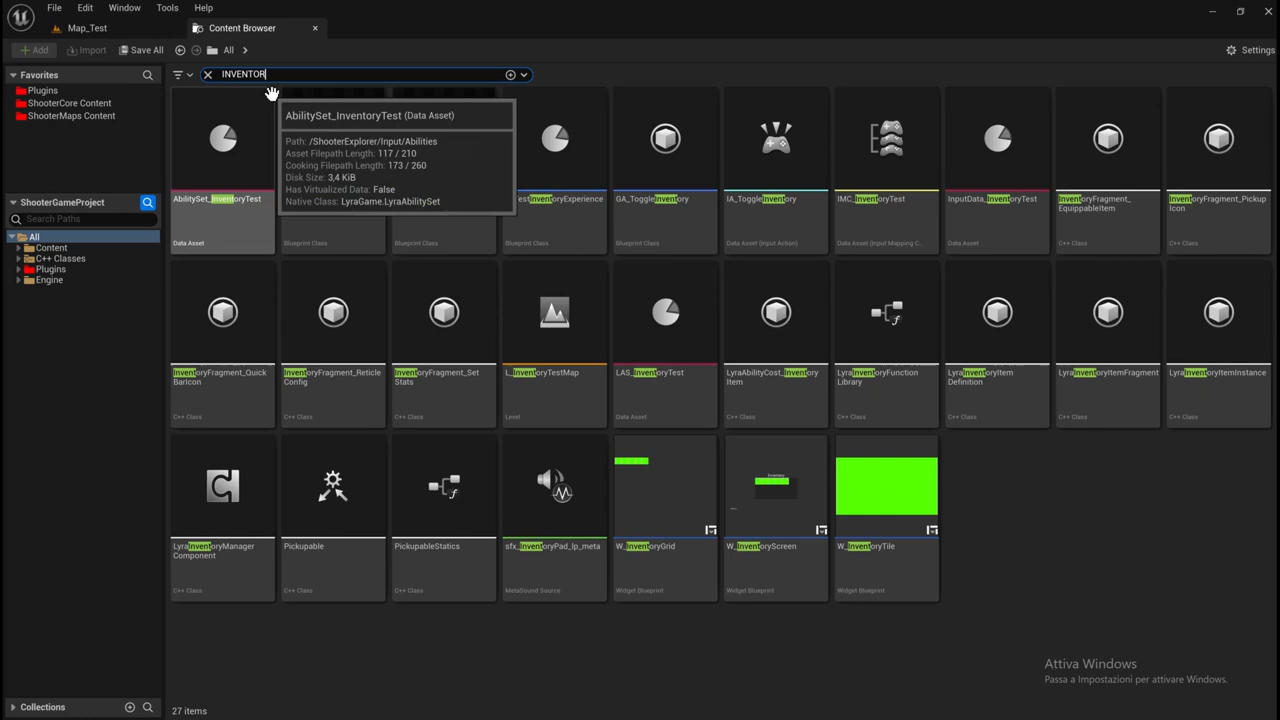 File Edit Window Tools Help
Map_Test
Content Browser
Add
Import
Save All
All
Settings
Favorites
Plugins
ShooterCore Content
ShooterMaps Content
ShooterGameProject
Search Paths
All
Content
C++ Classes
Plugins
Engine
Collections
INVENTOR
AbilitySet_InventoryTest (Data Asset)
Path: /ShooterExplorer/Input/Abilities
Asset Filepath Length: 117 / 210
Cooking Filepath Length: 173 / 260
Disk Size: 3,4 KiB
Has Virtualized Data: False
Native Class: LyraGame.LyraAbilitySet
AbilitySet_InventoryTest
Data Asset
Blueprint Class
Blueprint Class
estInventoryExperience
Blueprint Class
GA_ToggleInventory
Blueprint Class
IA_ToggleInventory
Data Asset (Input Action)
IMC_InventoryTest
Data Asset (Input Mapping C...
InputData_InventoryTest
Data Asset
InventoryFragment_
EquippableItem
C++ Class
InventoryFragment_Pickup
Icon
C++ Class
InventoryFragment_Quick
BarIcon
C++ Class
InventoryFragment_Reticle
Config
C++ Class
InventoryFragment_Set
Stats
C++ Class
L_InventoryTestMap
Level
LAS_InventoryTest
Data Asset
LyraAbilityCost_Inventory
Item
C++ Class
LyraInventoryFunction
Library
C++ Class
LyraInventoryItem
Definition
C++ Class
LyraInventoryItemFragment
C++ Class
LyraInventoryItemInstance
C++ Class
LyraInventoryManager
Component
C++ Class
Pickupable
C++ Class
PickupableStatics
C++ Class
sfx_InventoryPad_lp_meta
MetaSound Source
W_InventoryGrid
Widget Blueprint
Inventory
W_InventoryScreen
Widget Blueprint
W_InventoryTile
Widget Blueprint
Attiva Windows
Passa a Impostazioni per attivare Windows.
27 items